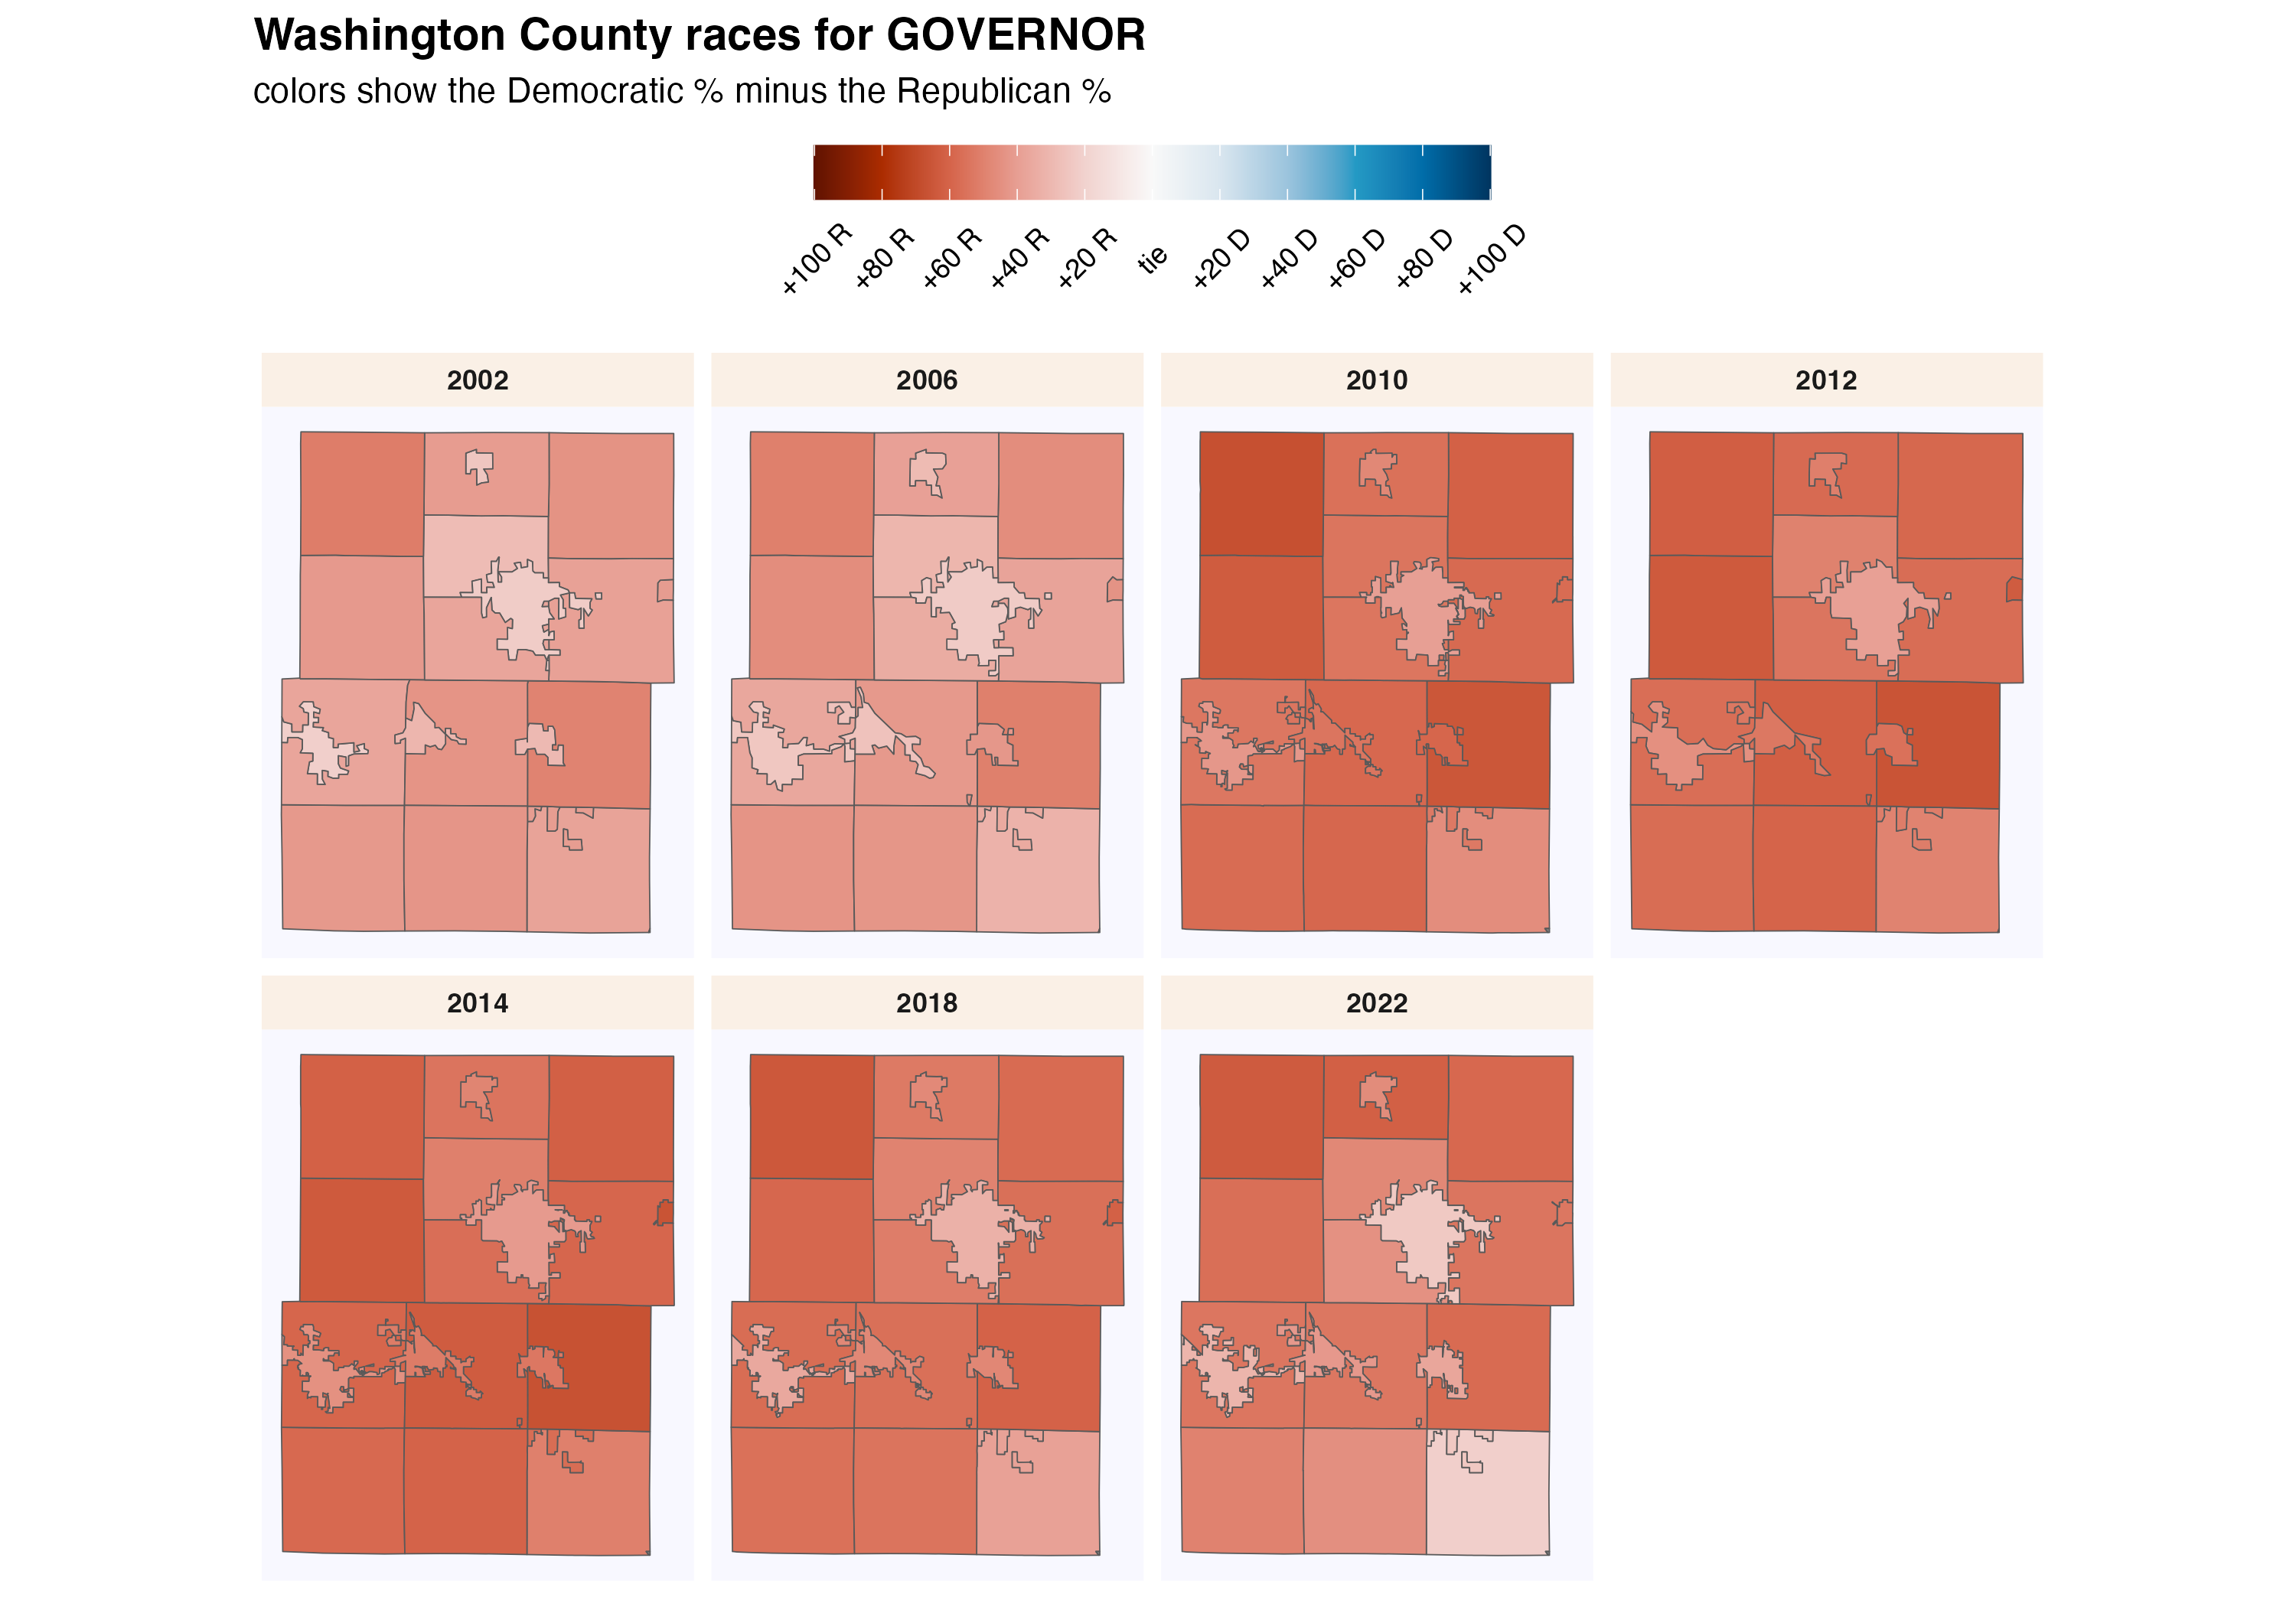 Washington County races for GOVERNOR
colors show the Democratic % minus the Republican %
+100 R
+80 R
+60 R
+40 R
+20 R
tie
+20 D
+40 D
+60 D
+80 D
+100 D
2002
2006
2010
2012
2014
2018
2022